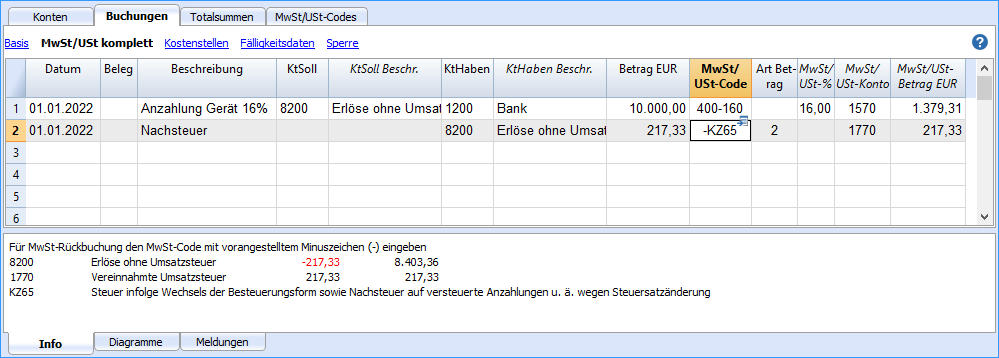 Konten Buchungen Totalsummen MwSt/USt-Codes
Basis MwSt/USt komplett Kostenstellen Fälligkeitsdaten Sperre ?
Datum Beleg Beschreibung KtSoll KtSoll Beschr. KtHaben KtHaben Beschr. Betrag EUR MwSt/ USt-Code Art Bet- rag MwSt/ USt-% MwSt/ USt-Konto MwSt/USt- Betrag EUR
1 01.01.2022 Anzahlung Gerät 16% 8200 Erlöse ohne Umsat 1200 Bank 10.000,00 400-160 16,00 1570 1.379,31
2 01.01.2022 Nachsteuer 8200 Erlöse ohne Umsat 217,33 -KZ65 2 1770 217,33
3
4
5
6
Für MwSt-Rückbuchung den MwSt-Code mit vorangestelltem Minuszeichen (-) eingeben
8200 Erlöse ohne Umsatzsteuer -217,33 8.403,36
1770 Vereinnahmte Umsatzsteuer 217,33 217,33
KZ65 Steuer infolge Wechsels der Besteuerungsform sowie Nachsteuer auf versteuerte Anzahlungen u. ä. wegen Steuersatzänderung
Info Diagramme Meldungen